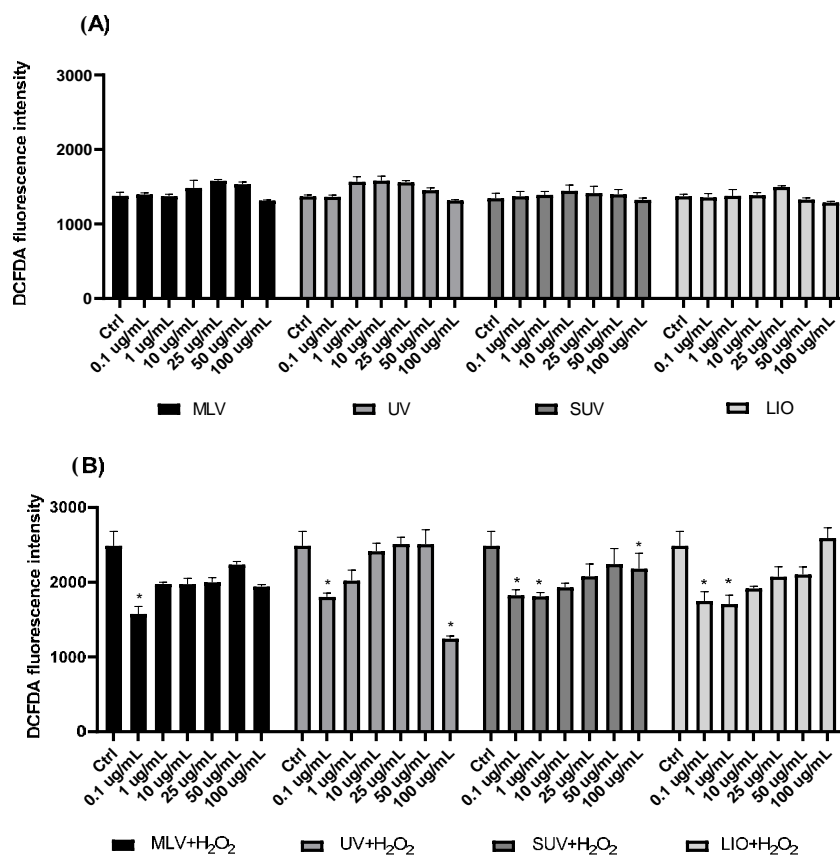 (A)
DCFDA fluorescence intensity
3000
2000
1000
0
Ctrl
0.1 ug/mL
1 ug/mL
10 ug/mL
25 ug/mL
50 ug/mL
100 ug/mL
Ctrl
0.1 ug/mL
1 ug/mL
10 ug/mL
25 ug/mL
50 ug/mL
100 ug/mL
Ctrl
0.1 ug/mL
1 ug/mL
10 ug/mL
25 ug/mL
50 ug/mL
100 ug/mL
Ctrl
0.1 ug/mL
1 ug/mL
10 ug/mL
25 ug/mL
50 ug/mL
100 ug/mL
MLV UV SUV LIO
(B)
DCFDA fluorescence intensity
3000
2000
1000
0
* * * * * * * *
Ctrl
0.1 ug/mL
1 ug/mL
10 ug/mL
25 ug/mL
50 ug/mL
100 ug/mL
Ctrl
0.1 ug/mL
1 ug/mL
10 ug/mL
25 ug/mL
50 ug/mL
100 ug/mL
Ctrl
0.1 ug/mL
1 ug/mL
10 ug/mL
25 ug/mL
50 ug/mL
100 ug/mL
Ctrl
0.1 ug/mL
1 ug/mL
10 ug/mL
25 ug/mL
50 ug/mL
100 ug/mL
MLV+H₂O₂ UV+H₂O₂ SUV+H₂O₂ LIO+H₂O₂